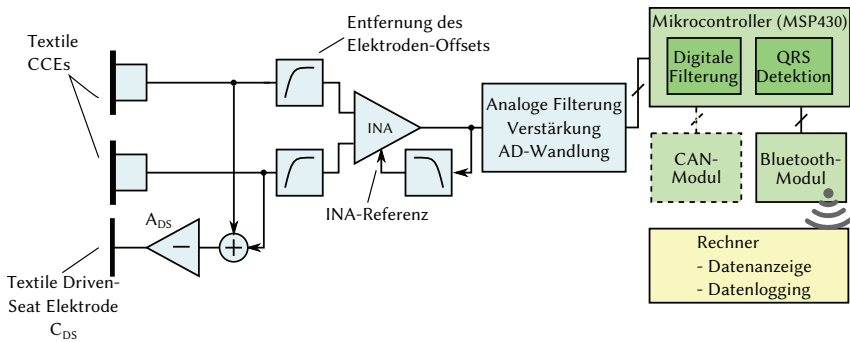 Textile
CCEs
Entfernung des
Elektroden-Offsets
INA
INA-Referenz
A_DS
−
+
Textile Driven-
Seat Elektrode
C_DS
Analoge Filterung
Verstärkung
AD-Wandlung
Mikrocontroller (MSP430)
Digitale
Filterung
QRS
Detektion
CAN-
Modul
Bluetooth-
Modul
Rechner
- Datenanzeige
- Datenlogging